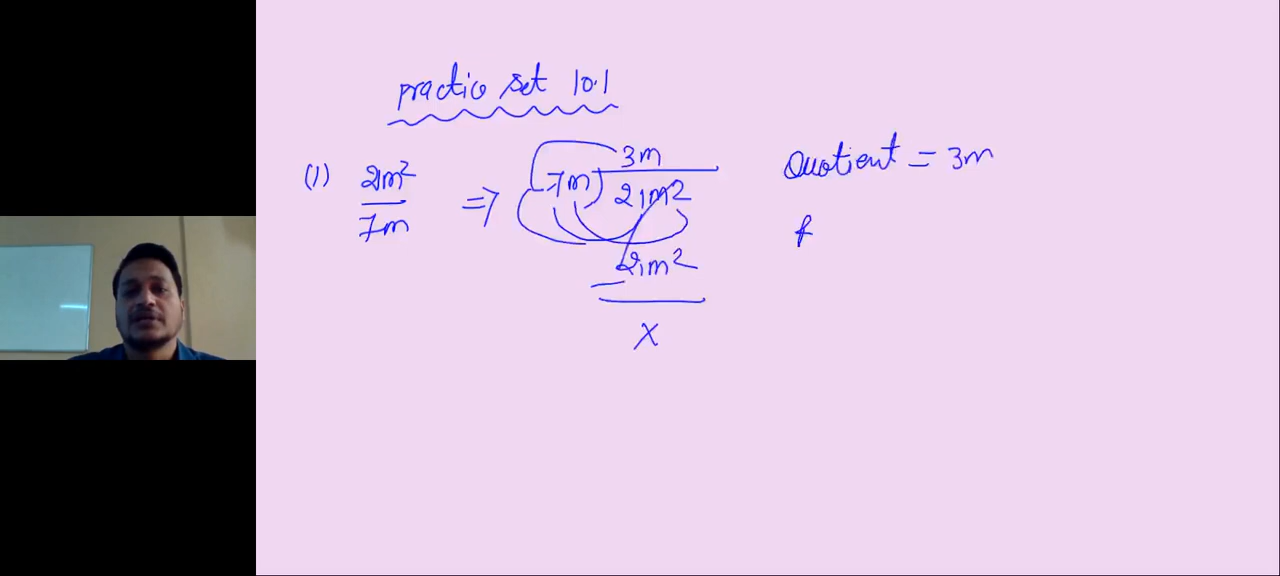 practice set 10.1
(1) 21m² / 7m ⇒ 7m) 21m² Quotient = 3m
3m
21m²
－
X